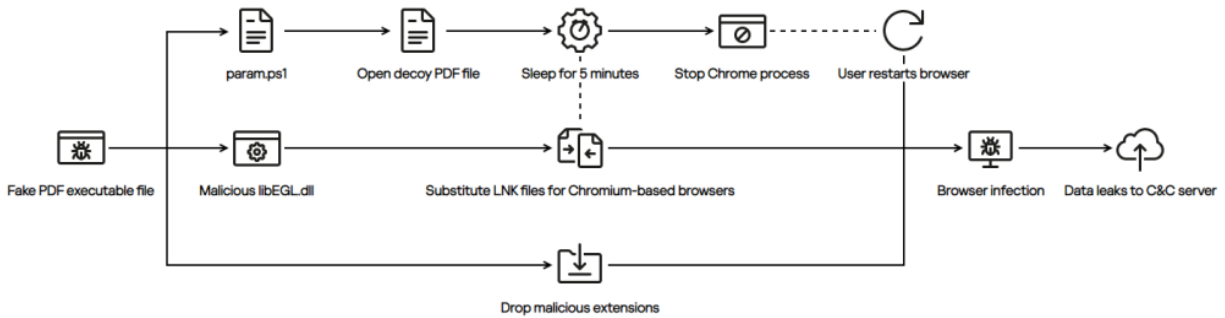 param.ps1
Open decoy PDF file
Sleep for 5 minutes
Stop Chrome process
User restarts browser
Fake PDF executable file
Malicious libEGL.dll
Substitute LNK files for Chromium-based browsers
Browser infection
Data leaks to C&C server
Drop malicious extensions